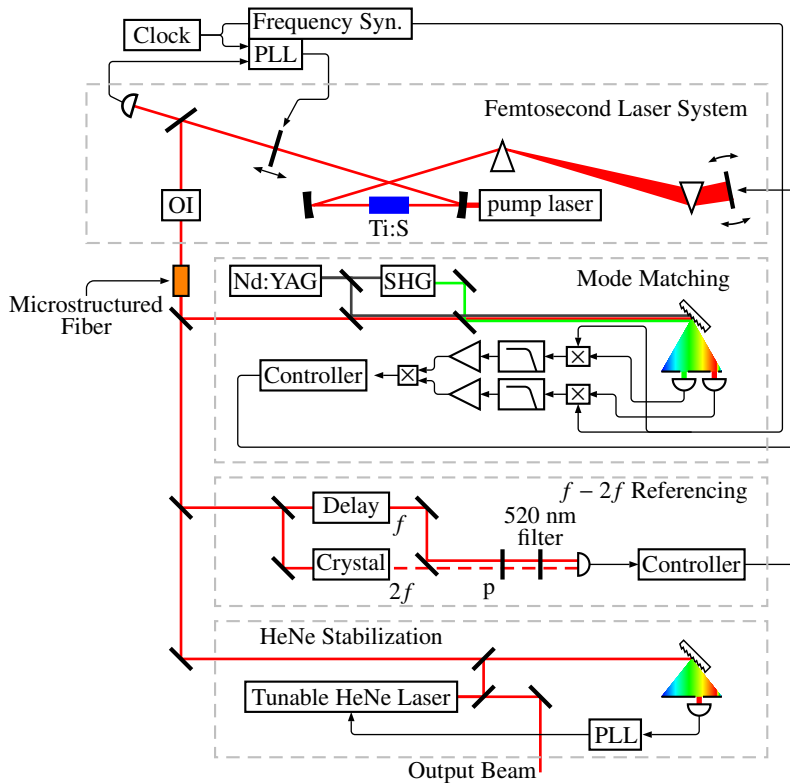 Frequency Syn.
Clock
PLL
Femtosecond Laser System
OI
Ti:S
pump laser
Nd:YAG
SHG
Mode Matching
Microstructured
Fiber
Controller
f − 2f Referencing
Delay
f
520 nm
filter
Crystal
2f
p
Controller
HeNe Stabilization
Tunable HeNe Laser
PLL
Output Beam